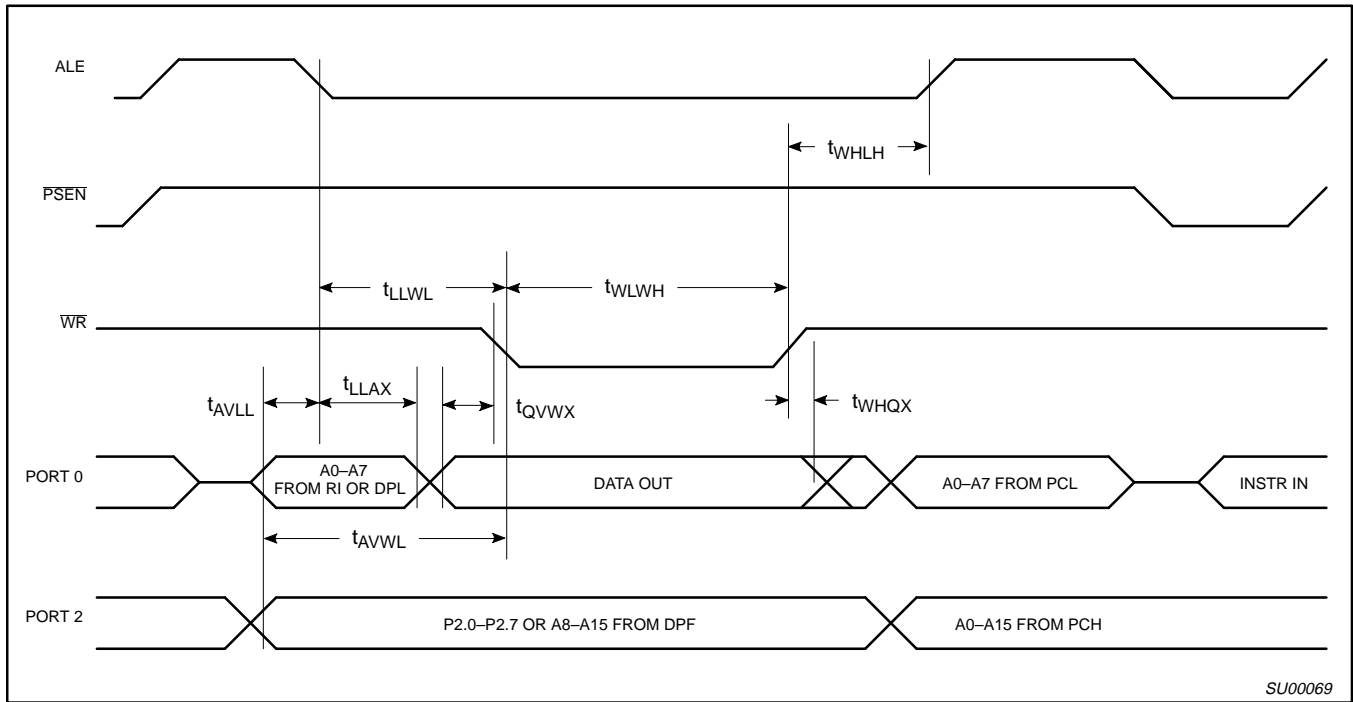 ALE
tWHLH
PSEN
tLLWL
tWLWH
WR
tAVLL
tLLAX
tQVWX
tWHQX
PORT 0
A0–A7
FROM RI OR DPL
DATA OUT
A0–A7 FROM PCL
INSTR IN
tAVWL
PORT 2
P2.0–P2.7 OR A8–A15 FROM DPF
A0–A15 FROM PCH
SU00069